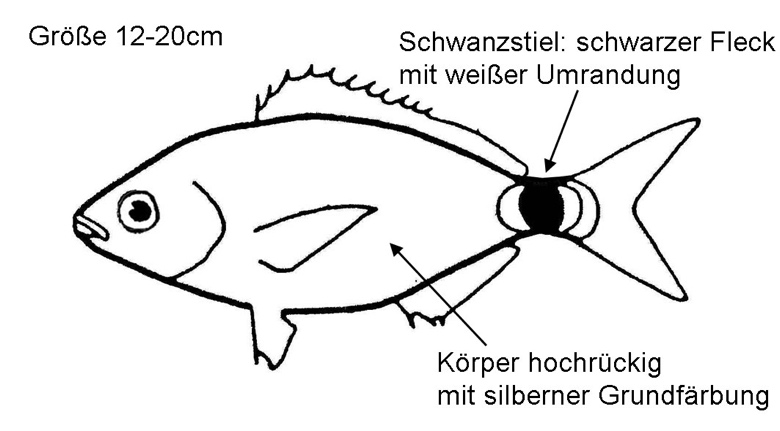 Größe 12-20cm
Schwanzstiel: schwarzer Fleck
mit weißer Umrandung
Körper hochrückig
mit silberner Grundfärbung